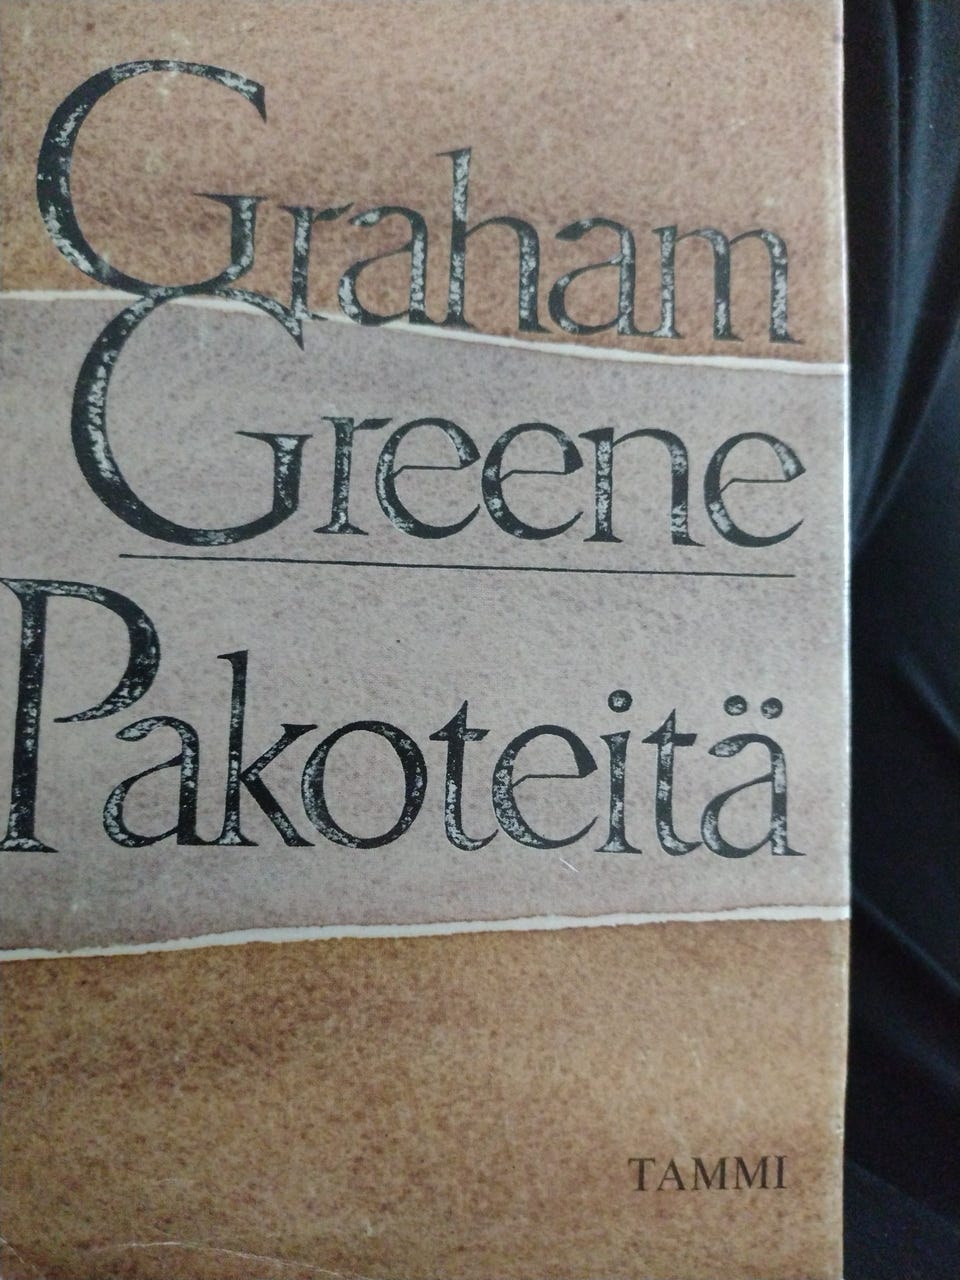 Graham
Greene
Pakoteitä
TAMMI